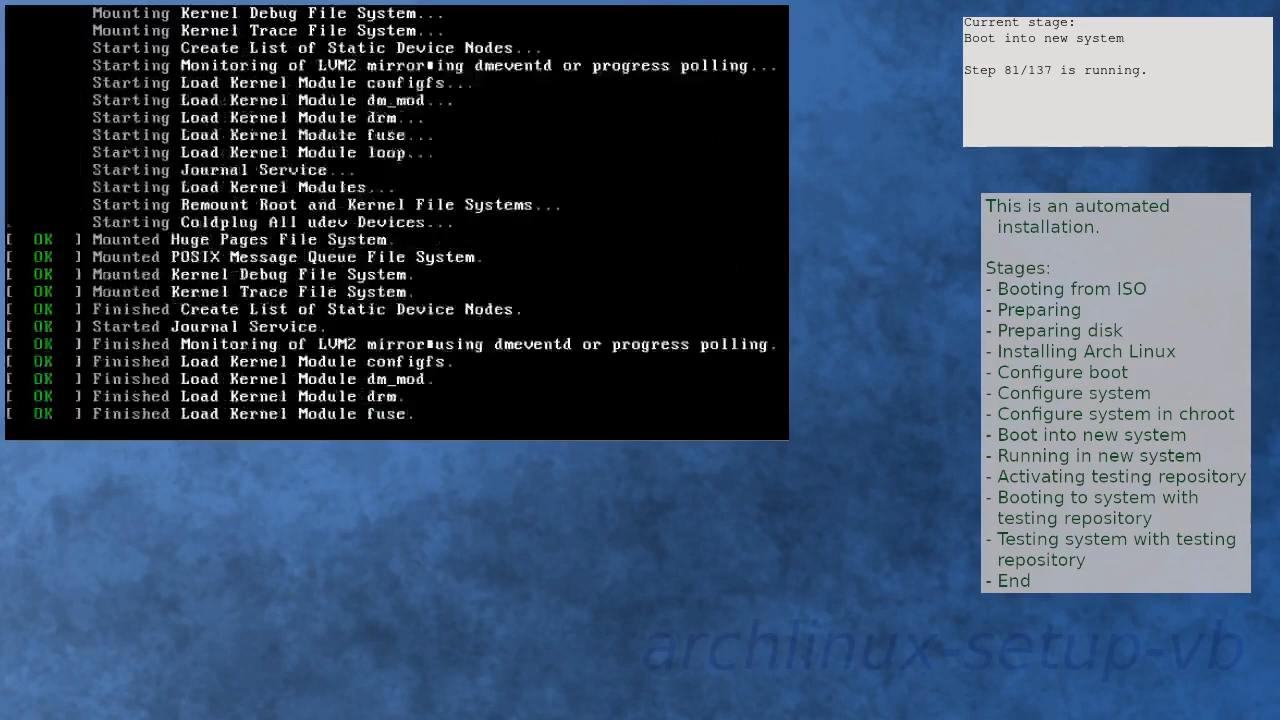 Mounting Kernel Debug File System...
Mounting Kernel Trace File System...
Starting Create List of Static Device Nodes...
Starting Monitoring of LVM2 mirror■ing dmeventd or progress polling...
Starting Load Kernel Module configfs...
Starting Load Kernel Module dm_mod...
Starting Load Kernel Module drm...
Starting Load Kernel Module fuse...
Starting Load Kernel Module loop...
Starting Journal Service...
Starting Load Kernel Modules...
Starting Remount Root and Kernel File Systems...
Starting Coldplug All udev Devices...
[ OK ] Mounted Huge Pages File System.
[ OK ] Mounted POSIX Message Queue File System.
[ OK ] Mounted Kernel Debug File System.
[ OK ] Mounted Kernel Trace File System.
[ OK ] Finished Create List of Static Device Nodes.
[ OK ] Started Journal Service.
[ OK ] Finished Monitoring of LVM2 mirror■using dmeventd or progress polling.
[ OK ] Finished Load Kernel Module configfs.
[ OK ] Finished Load Kernel Module dm_mod.
[ OK ] Finished Load Kernel Module drm.
[ OK ] Finished Load Kernel Module fuse.
Current stage:
Boot into new system
Step 81/137 is running.
This is an automated
installation.
Stages:
- Booting from ISO
- Preparing
- Preparing disk
- Installing Arch Linux
- Configure boot
- Configure system
- Configure system in chroot
- Boot into new system
- Running in new system
- Activating testing repository
- Booting to system with
testing repository
- Testing system with testing
repository
- End
archlinux-setup-vb